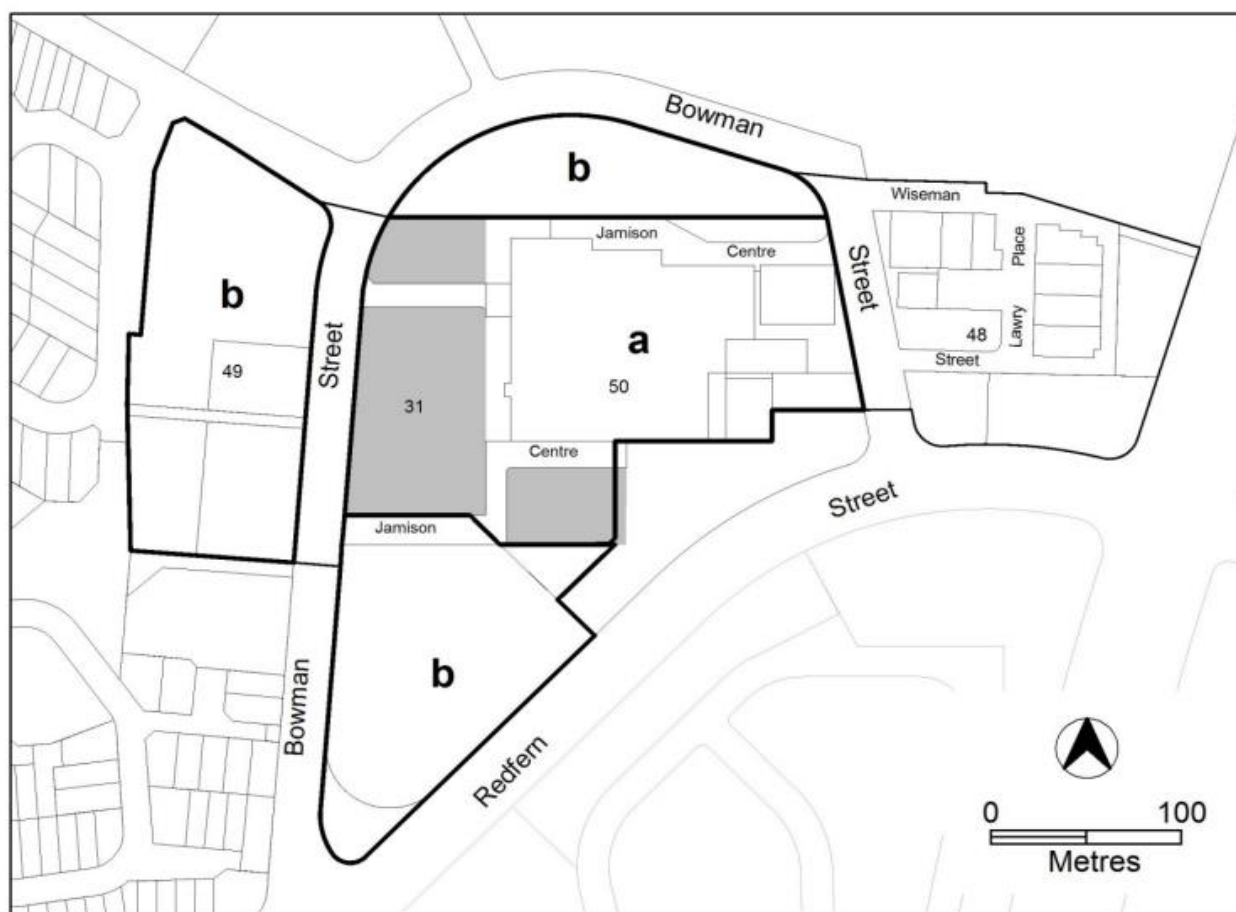 Bowman
b
Wiseman
Jamison
Centre
Place
b
Street
Street
a
48
Lawry
Street
49
50
31
Centre
Street
Jamison
b
Bowman
Redfern
0 100
Metres